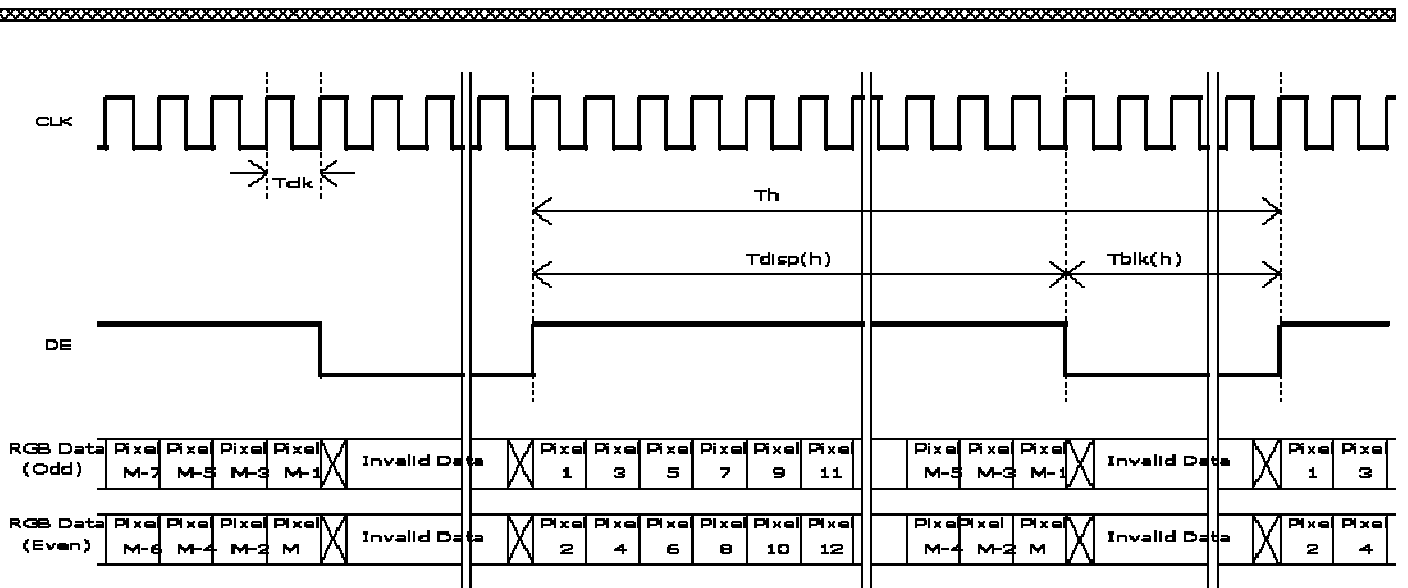 CLK
Tclk
Th
Tdisp(h) Tblk(h)
DE
RGB Data Pixel Pixel Pixel Pixel Invalid Data Pixel Pixel Pixel Pixel Pixel Pixel Pixel Pixel Pixel Invalid Data Pixel Pixel
(Odd) M-7 M-5 M-3 M-1 1 3 5 7 9 11 M-5 M-3 M-1 1 3
RGB Data Pixel Pixel Pixel Pixel Invalid Data Pixel Pixel Pixel Pixel Pixel Pixel Pixel Pixel Pixel Invalid Data Pixel Pixel
(Even) M-6 M-4 M-2 M 2 4 6 8 10 12 M-4 M-2 M 2 4